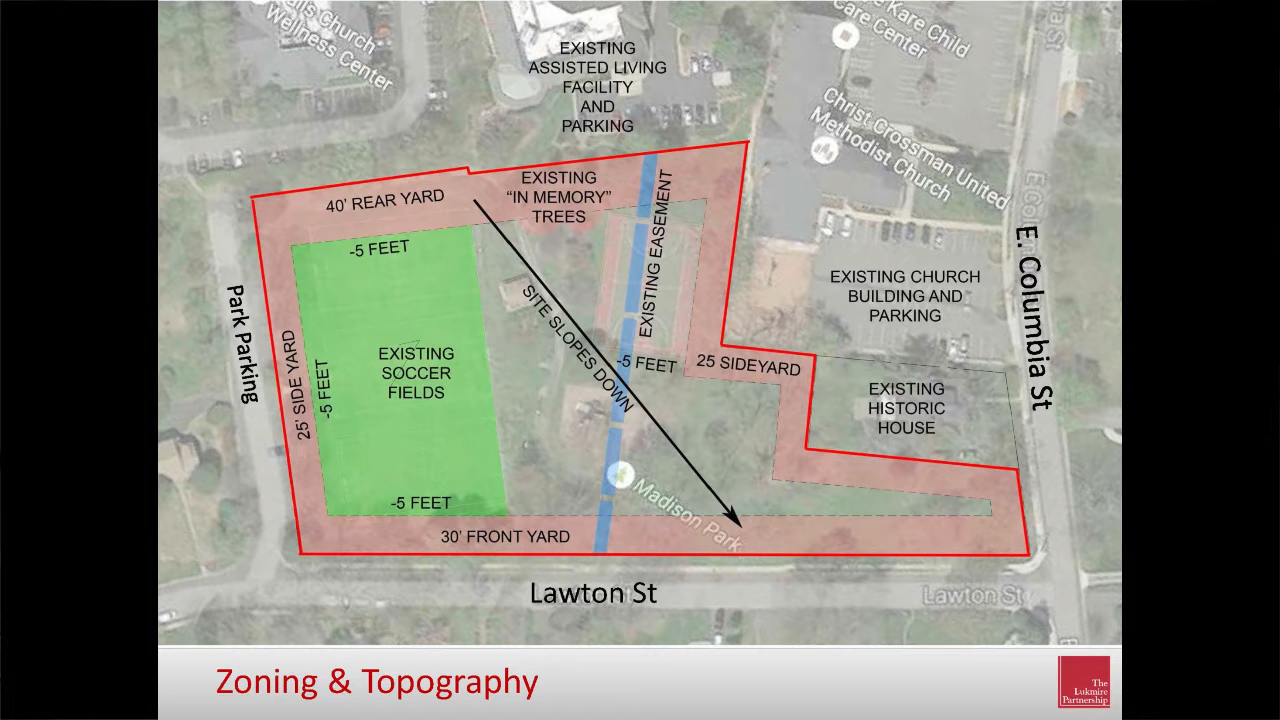 alls Church
Wellness Center
EXISTING
ASSISTED LIVING
FACILITY
AND
PARKING
Kare Child
Care Center
Christ Crossman United
Methodist Church
40' REAR YARD
EXISTING
“IN MEMORY”
TREES
EXISTING EASEMENT
-5 FEET
E. Columbia St
EXISTING CHURCH
BUILDING AND
PARKING
Park Parking
25' SIDE YARD
-5 FEET
EXISTING
SOCCER
FIELDS
SITE SLOPES DOWN
-5 FEET
25 SIDEYARD
EXISTING
HISTORIC
HOUSE
-5 FEET
Madison Park
30' FRONT YARD
Lawton St
Lawton St
Zoning & Topography
The
Lukmire
Partnership